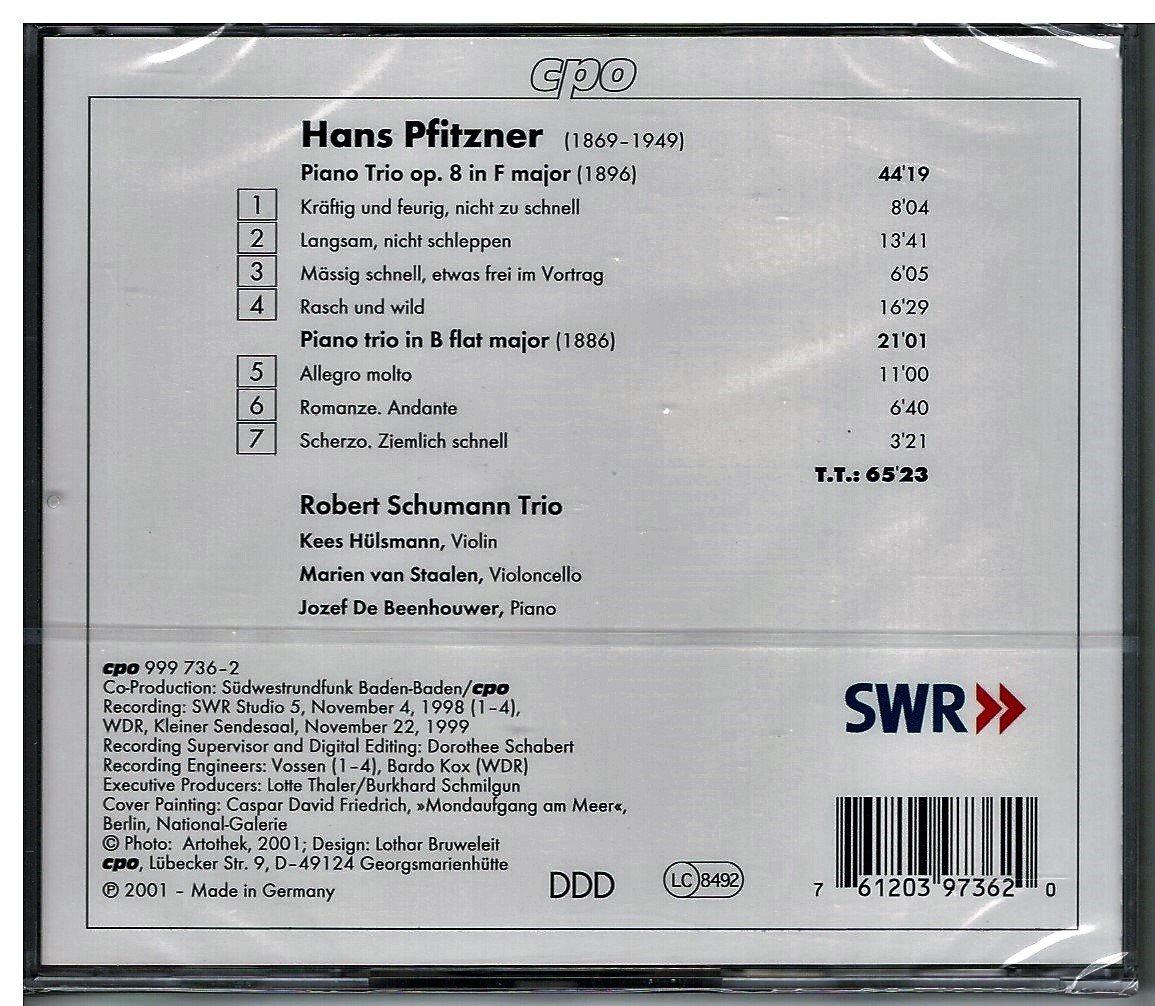 cpo
Hans Pfitzner (1869–1949)
Piano Trio op. 8 in F major (1896) 44'19
1 Kräftig und feurig, nicht zu schnell 8'04
2 Langsam, nicht schleppen 13'41
3 Mässig schnell, etwas frei im Vortrag 6'05
4 Rasch und wild 16'29
Piano trio in B flat major (1886) 21'01
5 Allegro molto 11'00
6 Romanze. Andante 6'40
7 Scherzo. Ziemlich schnell 3'21
T.T.: 65'23
Robert Schumann Trio
Kees Hülsmann, Violin
Marien van Staalen, Violoncello
Jozef De Beenhouwer, Piano
cpo 999 736–2
Co-Production: Südwestrundfunk Baden-Baden/cpo
Recording: SWR Studio 5, November 4, 1998 (1–4),
WDR, Kleiner Sendesaal, November 22, 1999
Recording Supervisor and Digital Editing: Dorothee Schabert
Recording Engineers: Vossen (1–4), Bardo Kox (WDR)
Executive Producers: Lotte Thaler/Burkhard Schmilgun
Cover Painting: Caspar David Friedrich, »Mondaufgang am Meer«,
Berlin, National-Galerie
© Photo: Artothek, 2001; Design: Lothar Bruweleit
cpo, Lübecker Str. 9, D–49124 Georgsmarienhütte
℗ 2001 – Made in Germany
DDD
LC 8492
SWR
7 61203 97362 0